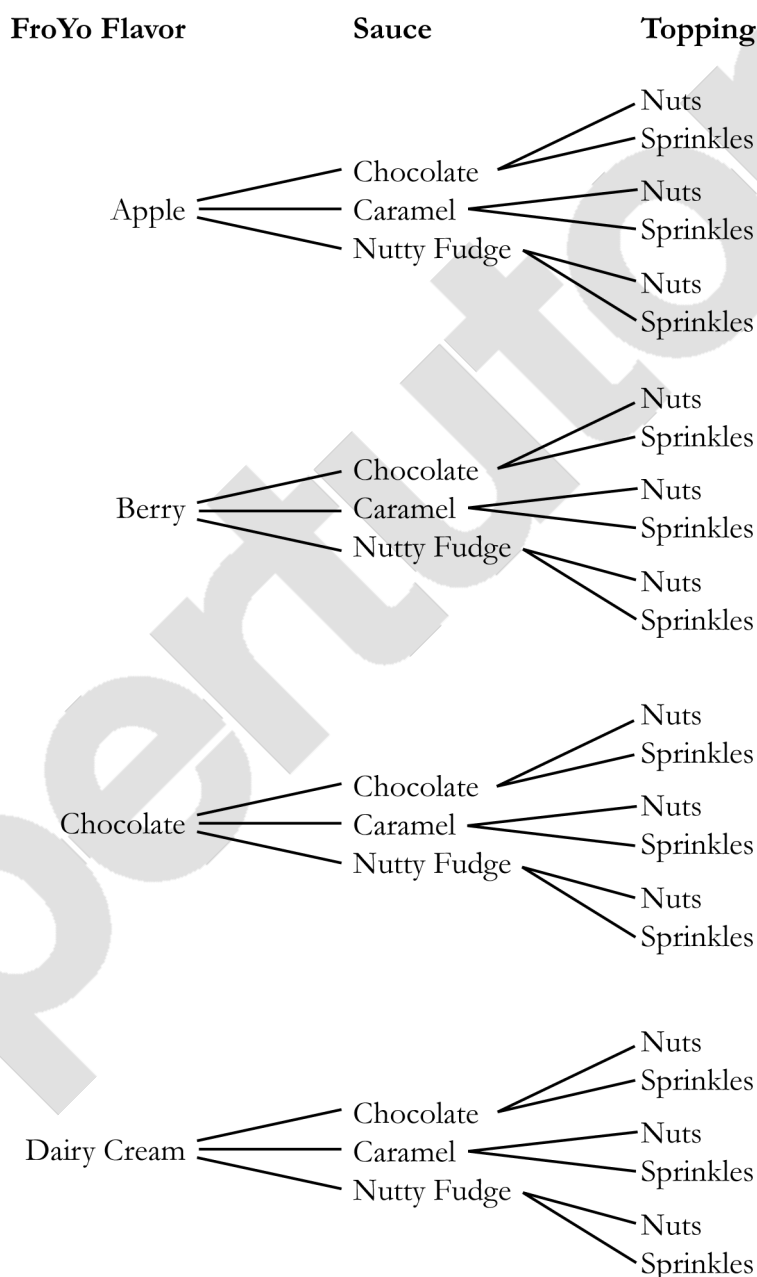 FroYo Flavor Sauce Topping
Nuts
Sprinkles
Chocolate
Nuts
Apple Caramel
Sprinkles
Nutty Fudge
Nuts
Sprinkles
Nuts
Sprinkles
Chocolate
Nuts
Berry Caramel
Sprinkles
Nutty Fudge
Nuts
Sprinkles
Nuts
Sprinkles
Chocolate
Nuts
Chocolate Caramel
Sprinkles
Nutty Fudge
Nuts
Sprinkles
Nuts
Sprinkles
Chocolate
Nuts
Dairy Cream Caramel
Sprinkles
Nutty Fudge
Nuts
Sprinkles
pertutor